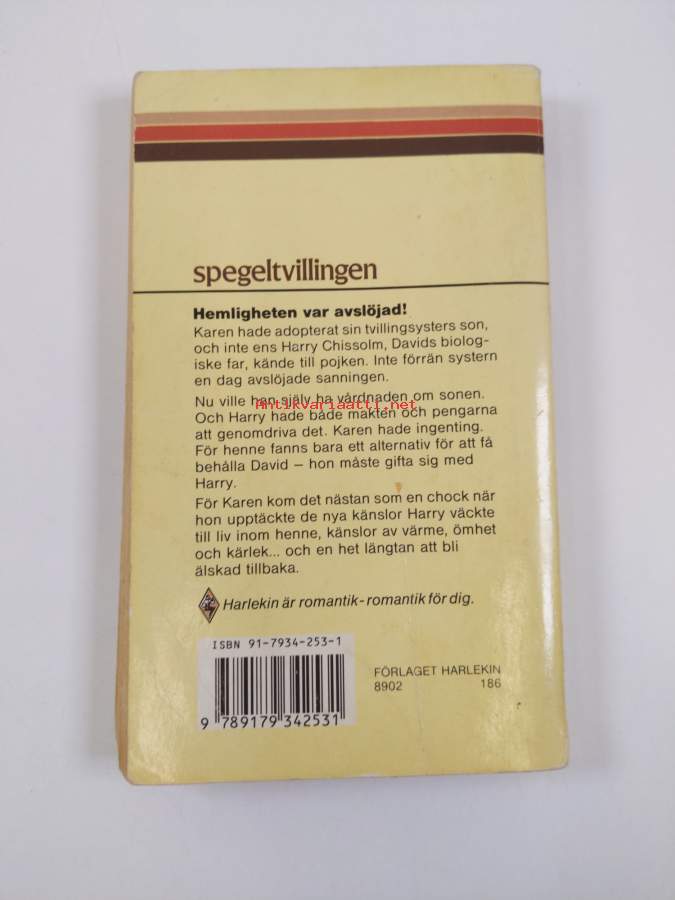 spegeltvillingen
Hemligheten var avslöjad!
Karen hade adopterat sin tvillingsysters son,
och inte ens Harry Chissolm, Davids biolog-
iske far, kände till pojken. Inte förrän systern
en dag avslöjade sanningen.
Nu ville han själv ha vårdnaden om sonen.
Antikvariaatti.net
Och Harry hade både makten och pengarna
att genomdriva det. Karen hade ingenting.
För henne fanns bara ett alternativ för att få
behålla David – hon måste gifta sig med
Harry.
För Karen kom det nästan som en chock när
hon upptäckte de nya känslor Harry väckte
till liv inom henne, känslor av värme, ömhet
och kärlek... och en het längtan att bli
älskad tillbaka.
Harlekin är romantik-romantik för dig.
ISBN 91-7934-253-1
9 789179 342531
FÖRLAGET HARLEKIN
8902 186